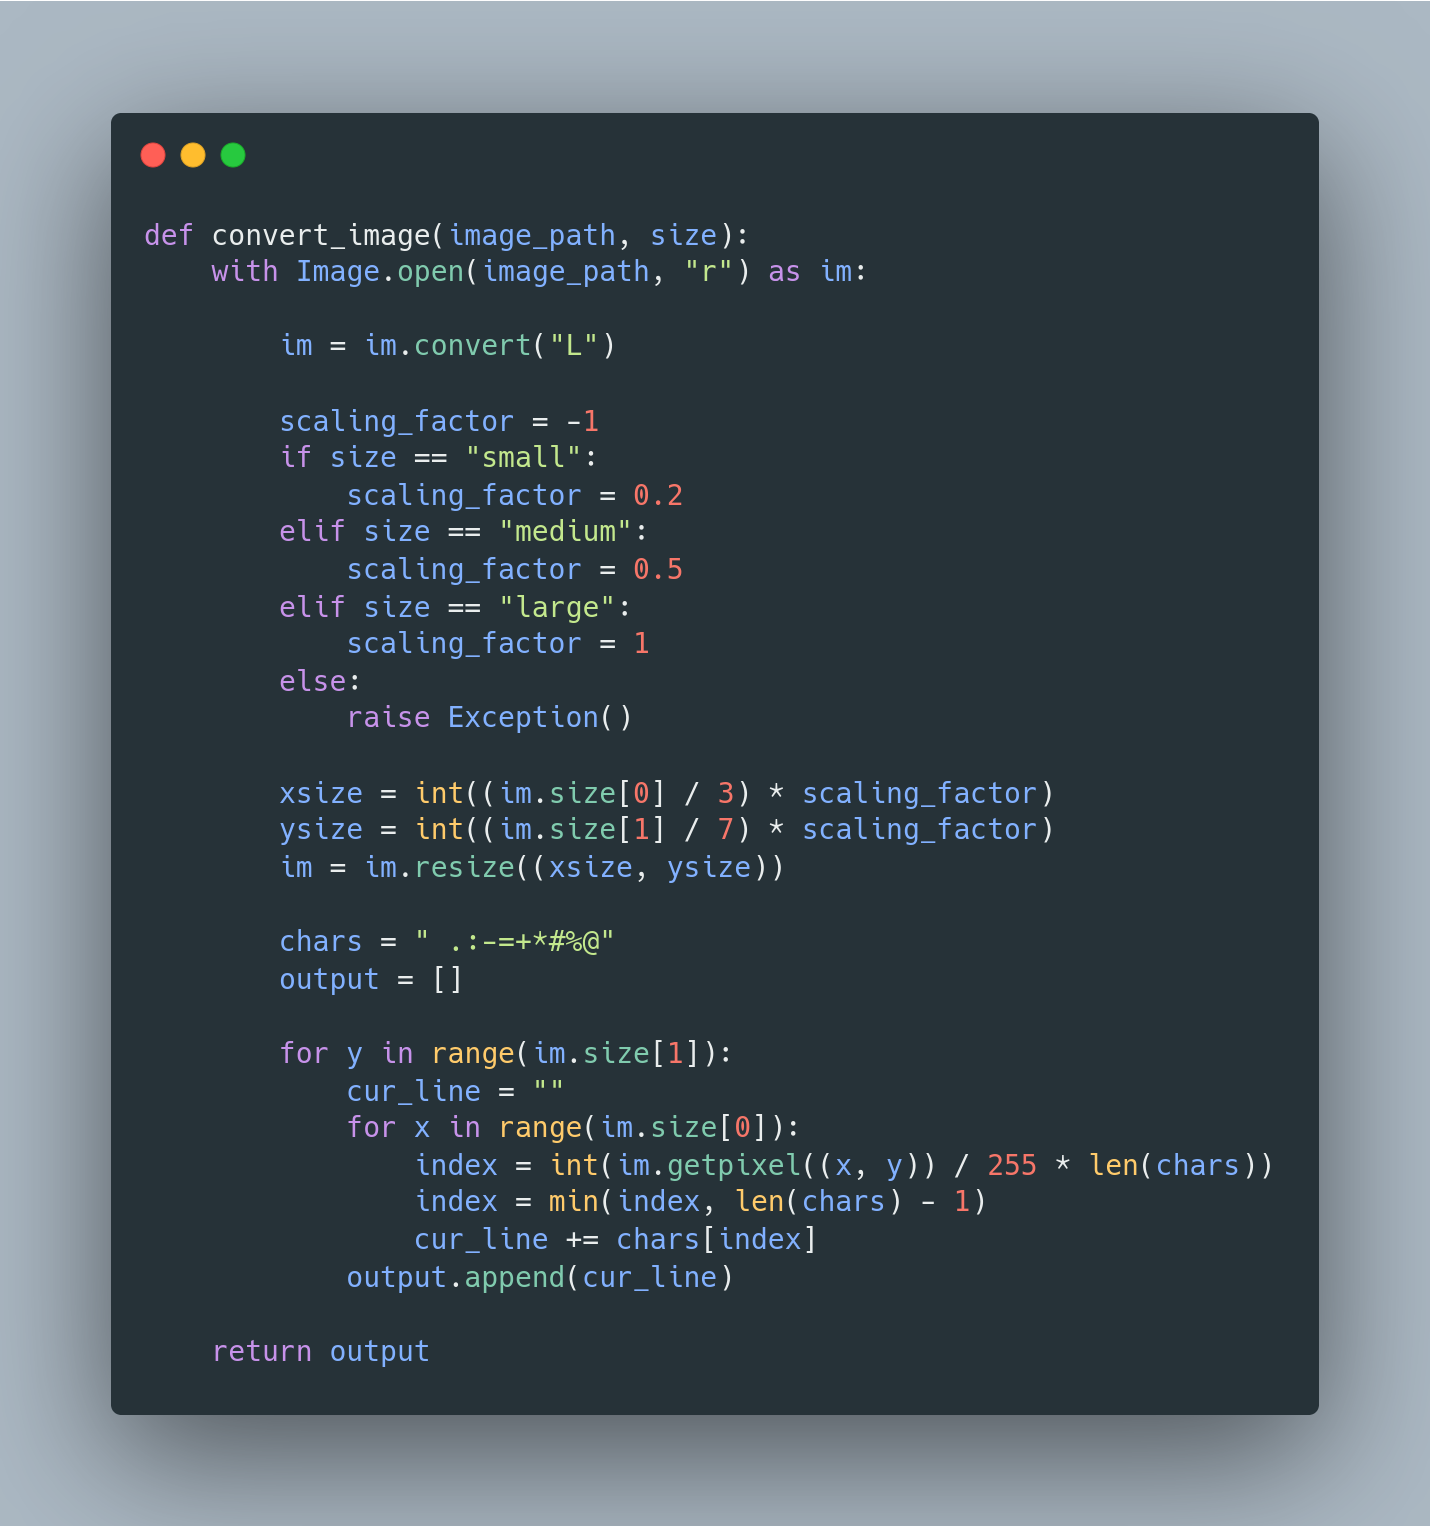 def convert_image(image_path, size):
    with Image.open(image_path, "r") as im:

        im = im.convert("L")

        scaling_factor = -1
        if size == "small":
            scaling_factor = 0.2
        elif size == "medium":
            scaling_factor = 0.5
        elif size == "large":
            scaling_factor = 1
        else:
            raise Exception()

        xsize = int((im.size[0] / 3) * scaling_factor)
        ysize = int((im.size[1] / 7) * scaling_factor)
        im = im.resize((xsize, ysize))

        chars = " .:-=+*#%@"
        output = []

        for y in range(im.size[1]):
            cur_line = ""
            for x in range(im.size[0]):
                index = int(im.getpixel((x, y)) / 255 * len(chars))
                index = min(index, len(chars) - 1)
                cur_line += chars[index]
            output.append(cur_line)

    return output